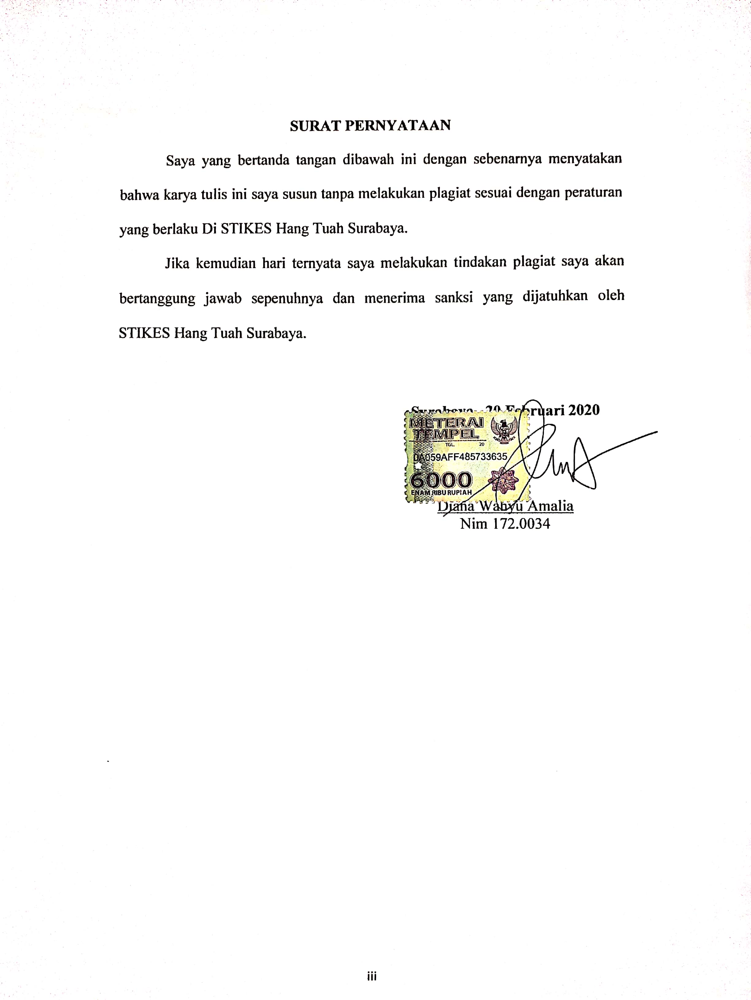 SURAT PERNYATAAN
Saya yang bertanda tangan dibawah ini dengan sebenarnya menyatakan
bahwa karya tulis ini saya susun tanpa melakukan plagiat sesuai dengan peraturan
yang berlaku Di STIKES Hang Tuah Surabaya.
Jika kemudian hari ternyata saya melakukan tindakan plagiat saya akan
bertanggung jawab sepenuhnya dan menerima sanksi yang dijatuhkan oleh
STIKES Hang Tuah Surabaya.
Surabaya, Februari 2020
METERAI
TEMPEL
TGL. 20
DA059AFF485733635
6000
ENAM RIBU RUPIAH
Diana Wahyu Amalia
Nim 172.0034
iii